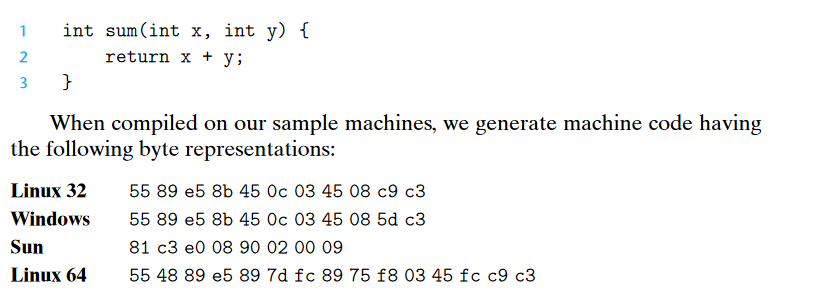 1 int sum(int x, int y) {
2 return x + y;
3 }
When compiled on our sample machines, we generate machine code having
the following byte representations:
Linux 32 55 89 e5 8b 45 0c 03 45 08 c9 c3
Windows 55 89 e5 8b 45 0c 03 45 08 5d c3
Sun 81 c3 e0 08 90 02 00 09
Linux 64 55 48 89 e5 89 7d fc 89 75 f8 03 45 fc c9 c3